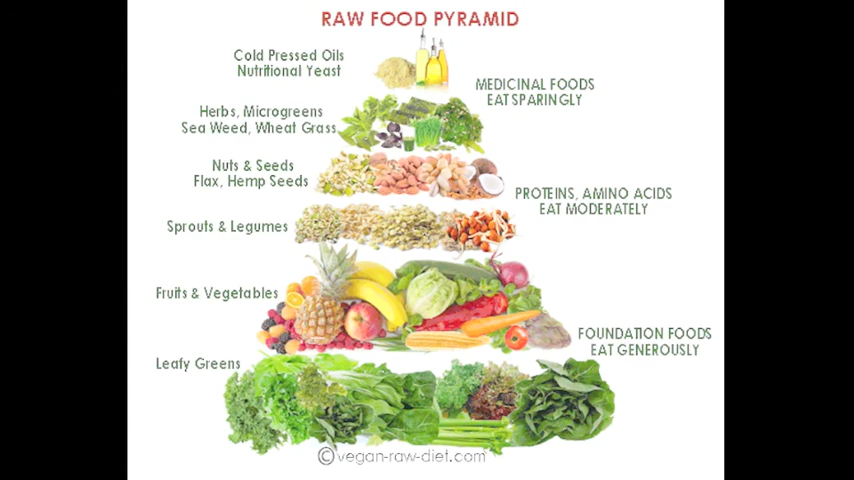 RAW FOOD PYRAMID
Cold Pressed Oils
Nutritional Yeast
MEDICINAL FOODS
EAT SPARINGLY
Herbs, Microgreens
Sea Weed, Wheat Grass
Nuts & Seeds
Flax, Hemp Seeds
PROTEINS, AMINO ACIDS
EAT MODERATELY
Sprouts & Legumes
Fruits & Vegetables
FOUNDATION FOODS
EAT GENEROUSLY
Leafy Greens
©vegan-raw-diet.com